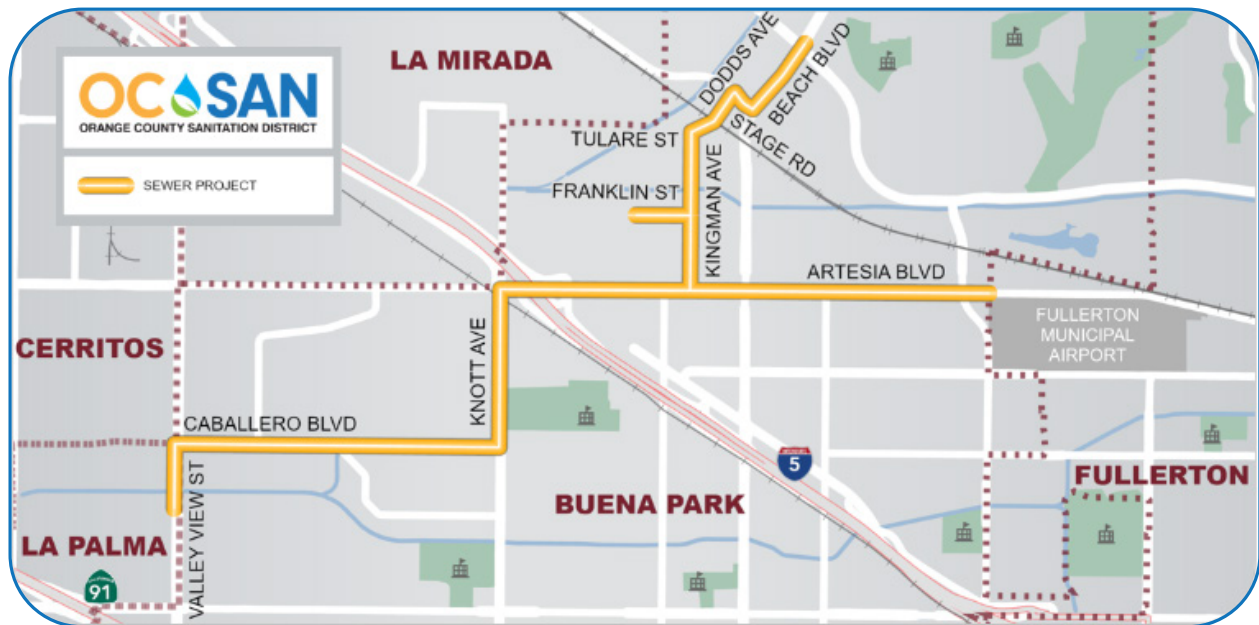 OC SAN
ORANGE COUNTY SANITATION DISTRICT
SEWER PROJECT
LA MIRADA
DODDS AVE
BEACH BLVD
TULARE ST
STAGE RD
FRANKLIN ST
KINGMAN AVE
ARTESIA BLVD
FULLERTON
MUNICIPAL
AIRPORT
CERRITOS
KNOTT AVE
CABALLERO BLVD
5
VALLEY VIEW ST
BUENA PARK
FULLERTON
LA PALMA
91